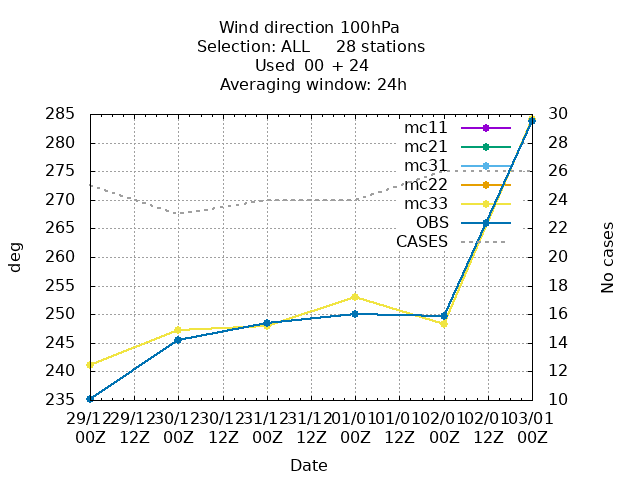 Wind direction 100hPa
Selection: ALL 28 stations
Used 00 + 24
Averaging window: 24h
285 280 275 270 265 260 255 250 245 240 235
deg
mc11
mc21
mc31
mc22
mc33
OBS
CASES
30 28 26 24 22 20 18 16 14 12 10
No cases
29/12 29/12 30/12 30/12 31/12 31/12 01/01 01/01 02/01 02/01 03/01
00Z 12Z 00Z 12Z 00Z 12Z 00Z 12Z 00Z 12Z 00Z
Date